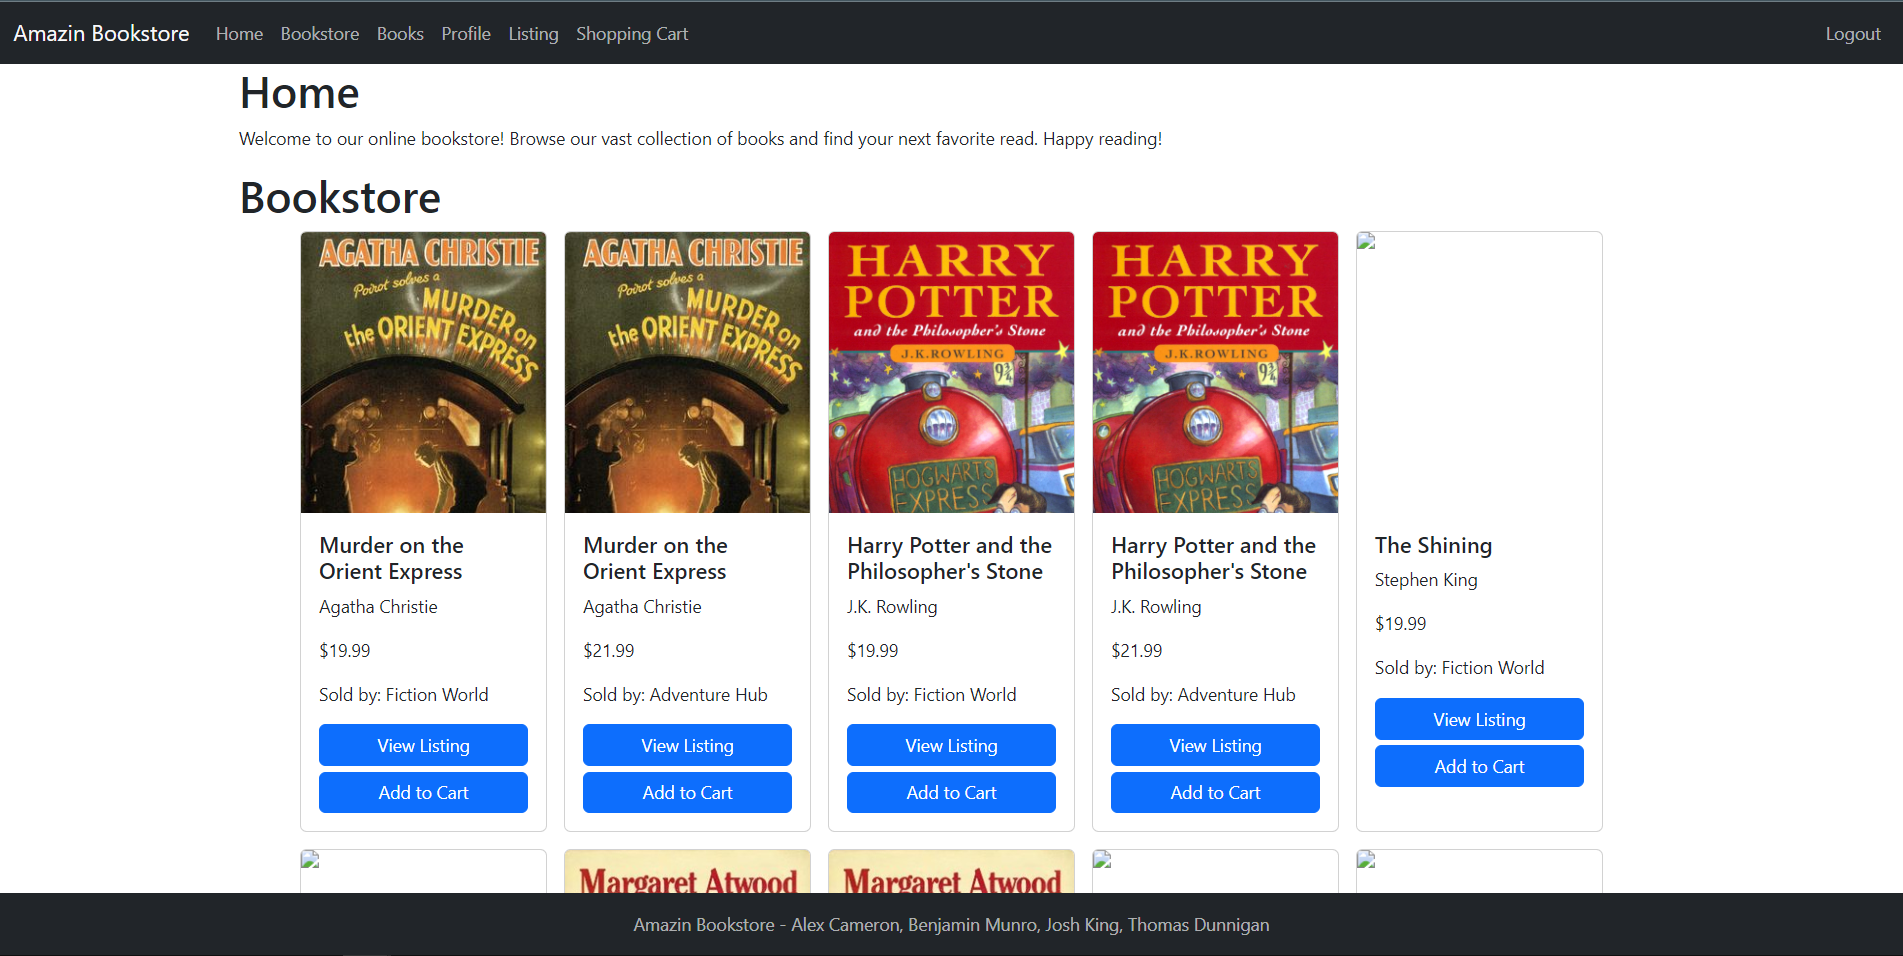 Amazin Bookstore Home Bookstore Books Profile Listing Shopping Cart Logout
Home
Welcome to our online bookstore! Browse our vast collection of books and find your next favorite read. Happy reading!
Bookstore
AGATHA CHRISTIE
Poirot solves a
MURDER on
the ORIENT EXPRESS
Murder on the
Orient Express
Agatha Christie
$19.99
Sold by: Fiction World
View Listing
Add to Cart
AGATHA CHRISTIE
Poirot solves a
MURDER on
the ORIENT EXPRESS
Murder on the
Orient Express
Agatha Christie
$21.99
Sold by: Adventure Hub
View Listing
Add to Cart
HARRY
POTTER
and the Philosopher's Stone
J.K.ROWLING
9¾
HOGWARTS
EXPRESS
Harry Potter and the
Philosopher's Stone
J.K. Rowling
$19.99
Sold by: Fiction World
View Listing
Add to Cart
HARRY
POTTER
and the Philosopher's Stone
J.K.ROWLING
9¾
HOGWARTS
EXPRESS
Harry Potter and the
Philosopher's Stone
J.K. Rowling
$21.99
Sold by: Adventure Hub
View Listing
Add to Cart
The Shining
Stephen King
$19.99
Sold by: Fiction World
View Listing
Add to Cart
Margaret Atwood
Margaret Atwood
Amazin Bookstore - Alex Cameron, Benjamin Munro, Josh King, Thomas Dunnigan